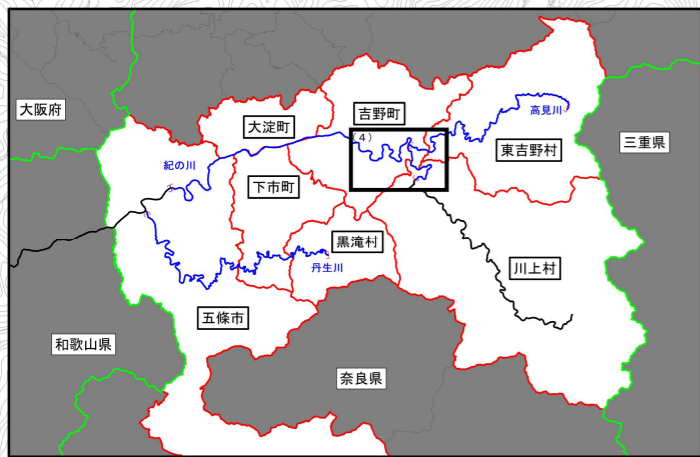 大阪府
大淀町
吉野町
(4)
高見川
東吉野村
三重県
紀の川
下市町
黒滝村
丹生川
川上村
五條市
和歌山県
奈良県